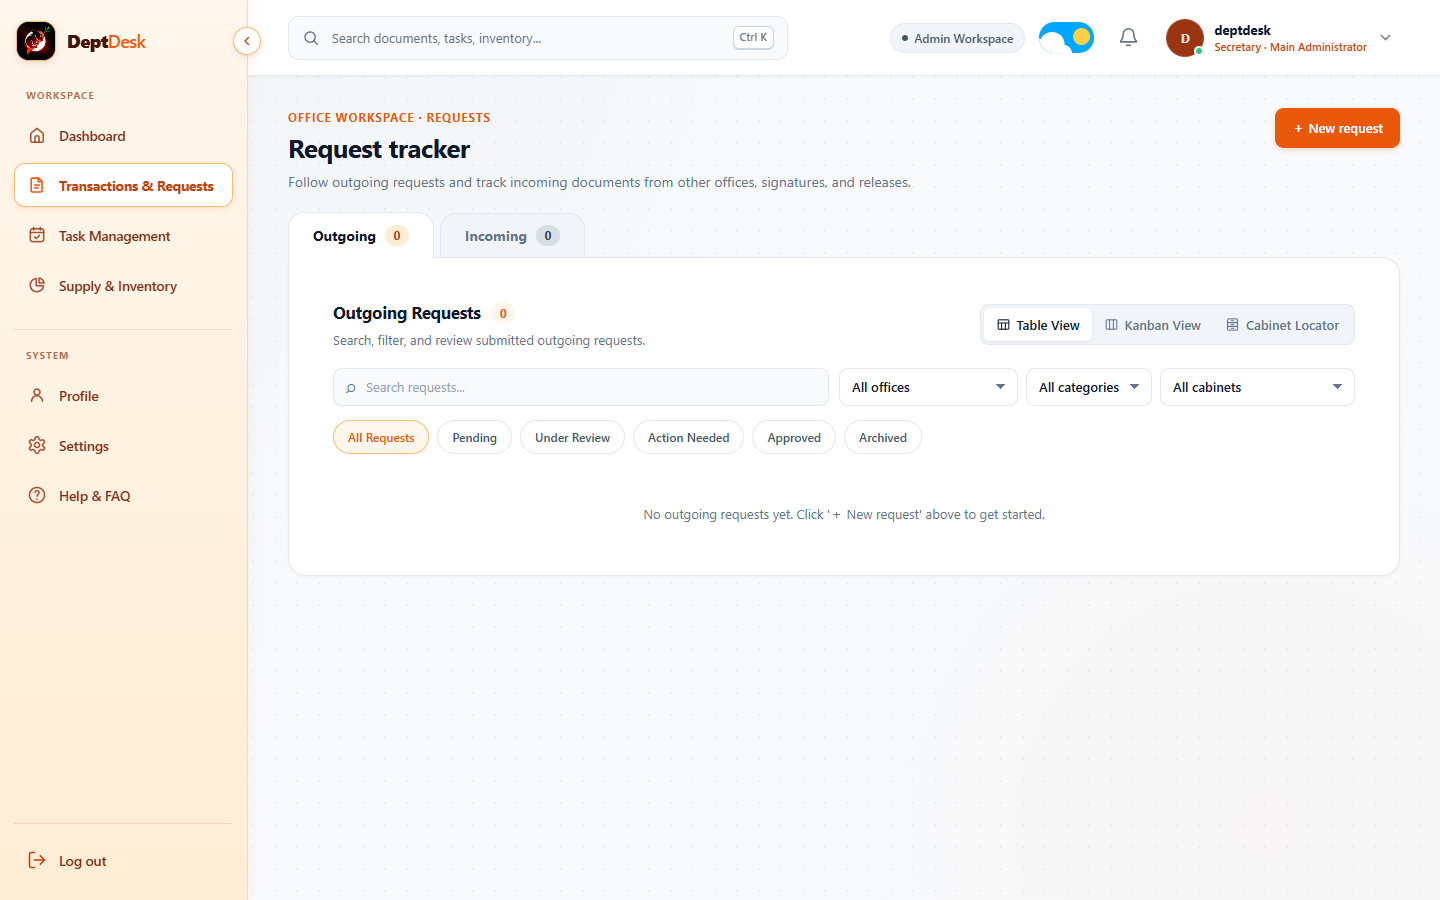 DeptDesk
Search documents, tasks, inventory...
Ctrl K
Admin Workspace
D
deptdesk
Secretary · Main Administrator
WORKSPACE
Dashboard
Transactions & Requests
Task Management
Supply & Inventory
SYSTEM
Profile
Settings
Help & FAQ
Log out
OFFICE WORKSPACE · REQUESTS
Request tracker
Follow outgoing requests and track incoming documents from other offices, signatures, and releases.
+ New request
Outgoing 0
Incoming 0
Outgoing Requests 0
Search, filter, and review submitted outgoing requests.
Table View
Kanban View
Cabinet Locator
Search requests...
All offices
All categories
All cabinets
All Requests
Pending
Under Review
Action Needed
Approved
Archived
No outgoing requests yet. Click '+ New request' above to get started.